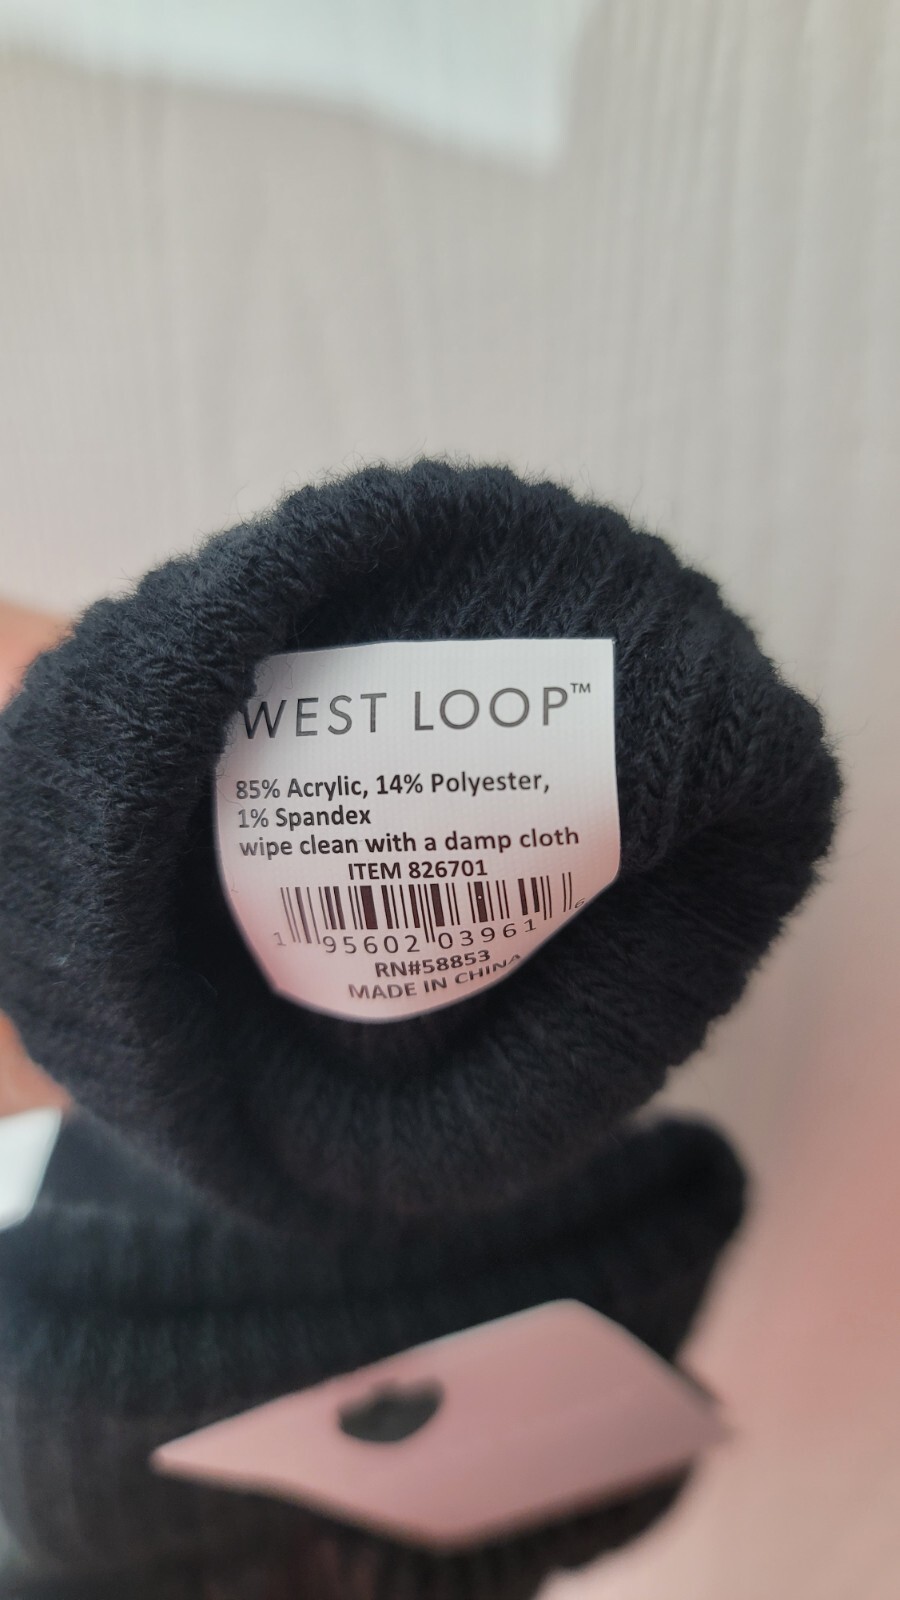 WEST LOOP™
85% Acrylic, 14% Polyester,
1% Spandex
wipe clean with a damp cloth
ITEM 826701
1 95602 03961 6
RN#58853
MADE IN CHINA